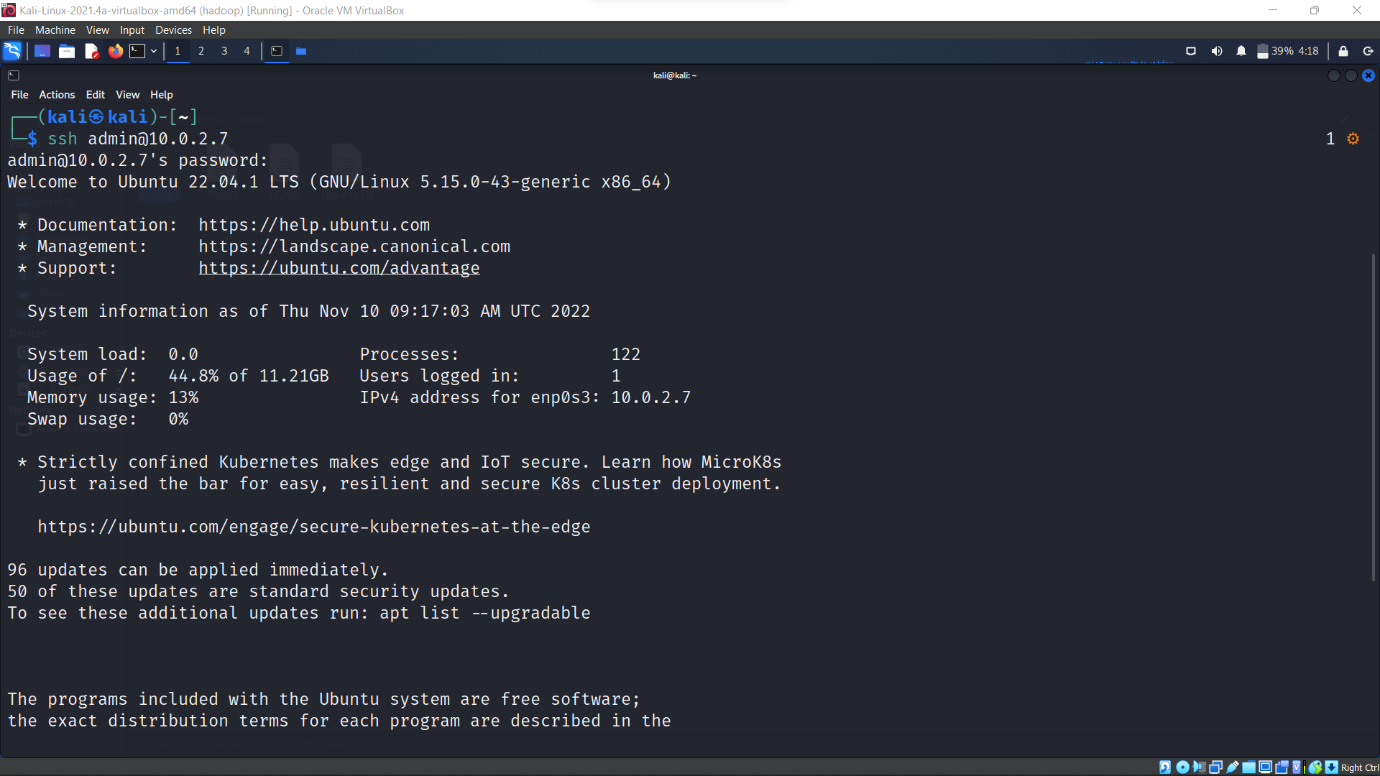 Kali-Linux-2021.4a-virtualbox-amd64 (hadoop) [Running] - Oracle VM VirtualBox
File Machine View Input Devices Help
1 2 3 4 39% 4:18
kali@kali: ~
File Actions Edit View Help
┌──(kali㉿kali)-[~]
└─$ ssh admin@10.0.2.7 1
admin@10.0.2.7's password:
Welcome to Ubuntu 22.04.1 LTS (GNU/Linux 5.15.0-43-generic x86_64)
* Documentation: https://help.ubuntu.com
* Management: https://landscape.canonical.com
* Support: https://ubuntu.com/advantage
System information as of Thu Nov 10 09:17:03 AM UTC 2022
System load: 0.0 Processes: 122
Usage of /: 44.8% of 11.21GB Users logged in: 1
Memory usage: 13% IPv4 address for enp0s3: 10.0.2.7
Swap usage: 0%
* Strictly confined Kubernetes makes edge and IoT secure. Learn how MicroK8s
just raised the bar for easy, resilient and secure K8s cluster deployment.
https://ubuntu.com/engage/secure-kubernetes-at-the-edge
96 updates can be applied immediately.
50 of these updates are standard security updates.
To see these additional updates run: apt list --upgradable
The programs included with the Ubuntu system are free software;
the exact distribution terms for each program are described in the
Right Ctrl